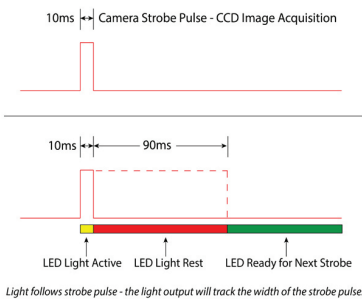 10ms Camera Strobe Pulse - CCD Image Acquisition
10ms 90ms
LED Light Active LED Light Rest LED Ready for Next Strobe
Light follows strobe pulse - the light output will track the width of the strobe pulse.